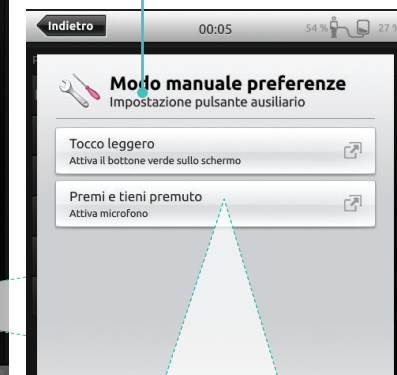 Indietro
00:05
54 %
27 %
Modo manuale preferenze
Impostazione pulsante ausiliario
Tocco leggero
Attiva il bottone verde sullo schermo
Premi e tieni premuto
Attiva microfono